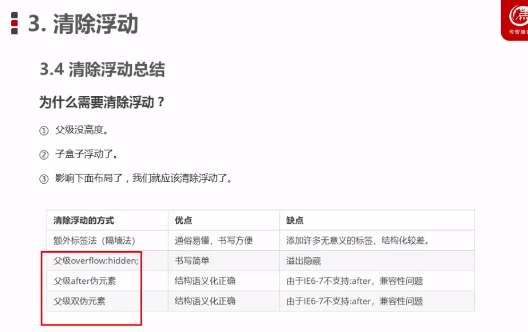 3. 清除浮动
3.4 清除浮动总结
为什么需要清除浮动？
① 父级没高度。
② 子盒子浮动了。
③ 影响下面布局了，我们就应该清除浮动了。
清除浮动的方式 优点 缺点
额外标签法（隔墙法） 通俗易懂，书写方便 添加许多无意义的标签，结构化较差。
父级overflow:hidden; 书写简单 溢出隐藏
父级after伪元素 结构语义化正确 由于IE6-7不支持:after，兼容性问题
父级双伪元素 结构语义化正确 由于IE6-7不支持:after，兼容性问题